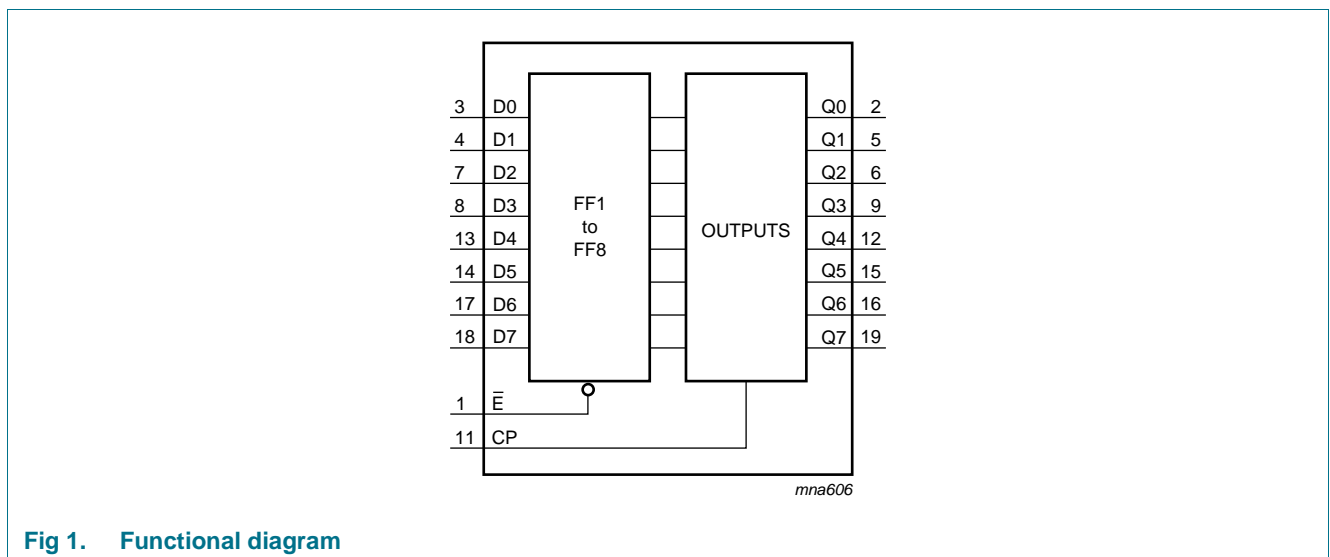 3 D0 Q0 2
4 D1 Q1 5
7 D2 Q2 6
8 D3 FF1 Q3 9
to OUTPUTS
13 D4 FF8 Q4 12
14 D5 Q5 15
17 D6 Q6 16
18 D7 Q7 19
1 E̅
11 CP
mna606
Fig 1. Functional diagram